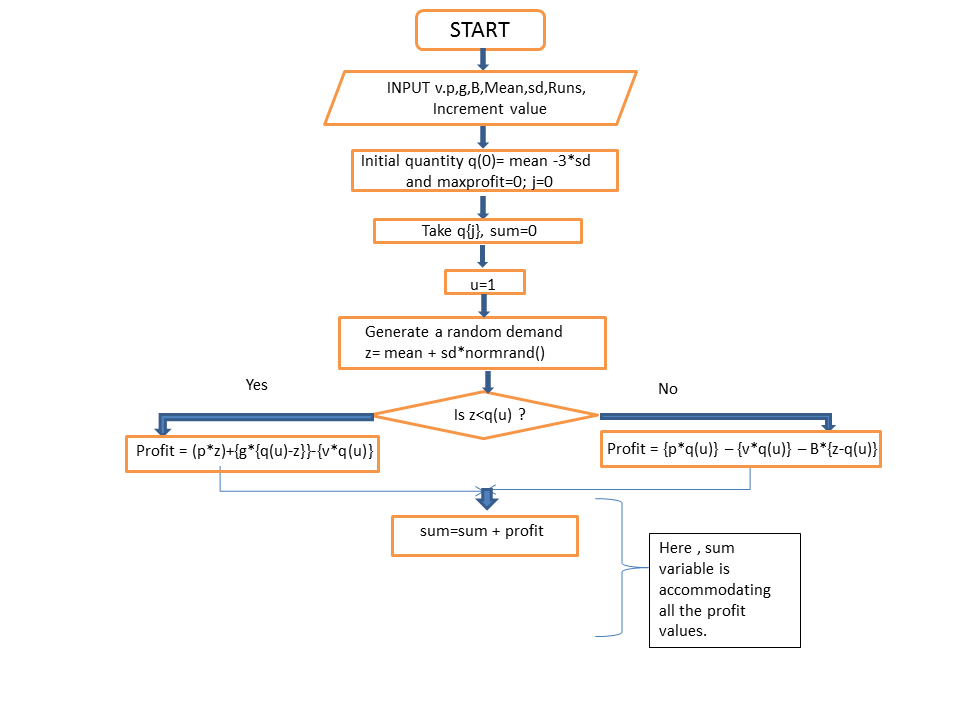 START
INPUT v.p,g,B,Mean,sd,Runs,
Increment value
Initial quantity q(0)= mean -3*sd
and maxprofit=0; j=0
Take q{j}, sum=0
u=1
Generate a random demand
z= mean + sd*normrand()
Yes
No
Is z<q(u) ?
Profit = (p*z)+{g*{q(u)-z}}-{v*q(u)}
Profit = {p*q(u)} – {v*q(u)} – B*{z-q(u)}
sum=sum + profit
Here , sum
variable is
accommodating
all the profit
values.